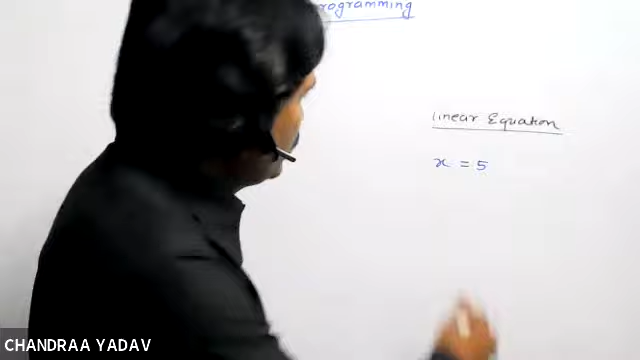 rogramming
linear Equation
x = 5
CHANDRAA YADAV